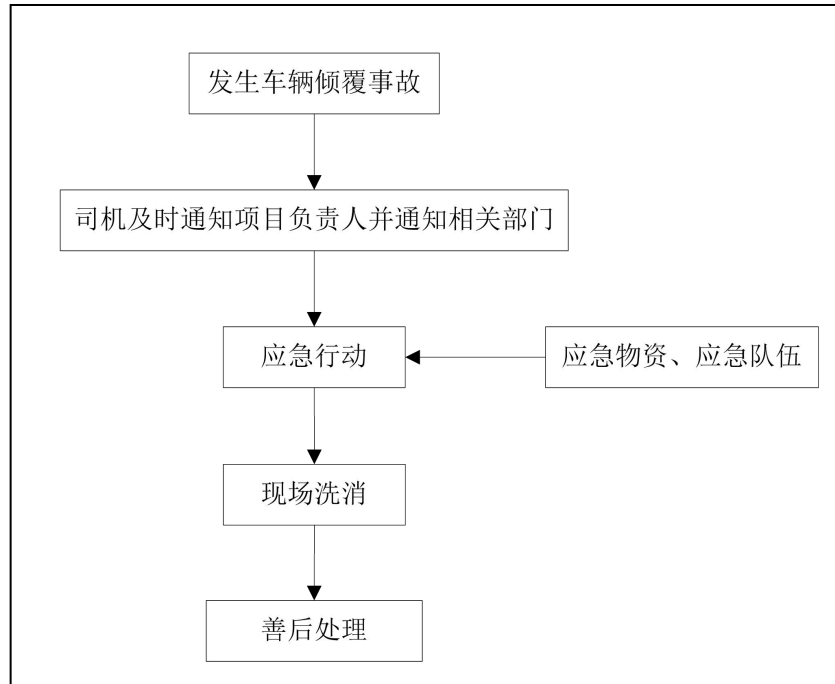 发生车辆倾覆事故
司机及时通知项目负责人并通知相关部门
应急行动
应急物资、应急队伍
现场洗消
善后处理